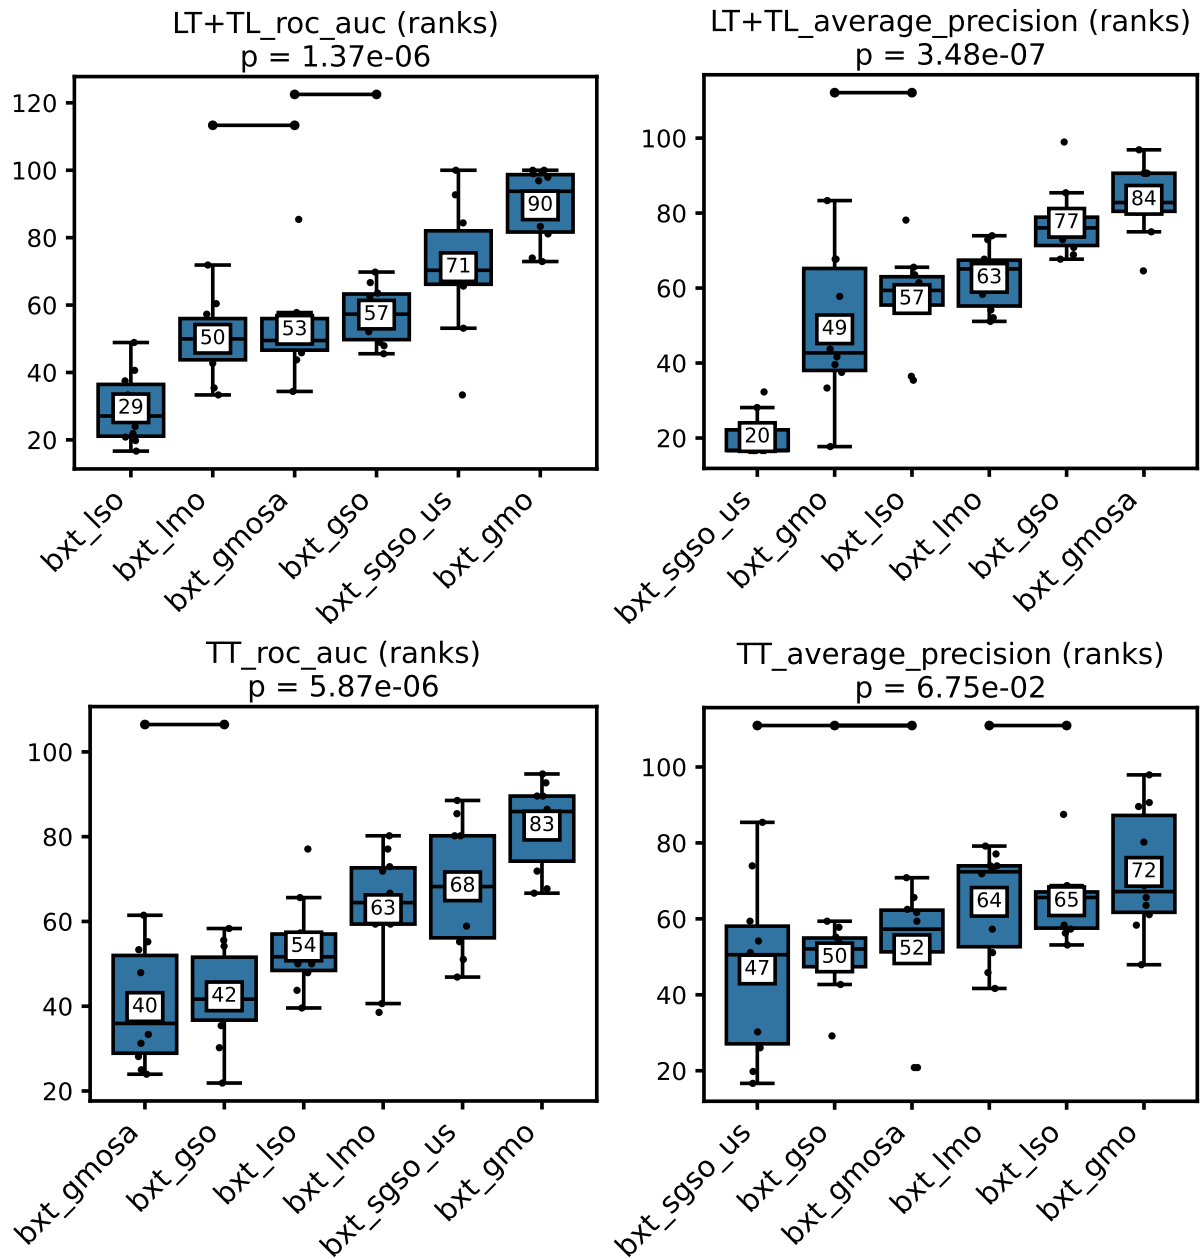 LT+TL_roc_auc (ranks)
p = 1.37e-06
120
100
80
60
40
20
29
50
53
57
71
90
bxt_lso
bxt_lmo
bxt_gmosa
bxt_gso
bxt_sgso_us
bxt_gmo
LT+TL_average_precision (ranks)
p = 3.48e-07
100
80
60
40
20
20
49
57
63
77
84
bxt_sgso_us
bxt_gmo
bxt_lso
bxt_lmo
bxt_gso
bxt_gmosa
TT_roc_auc (ranks)
p = 5.87e-06
100
80
60
40
20
40
42
54
63
68
83
bxt_gmosa
bxt_gso
bxt_lso
bxt_lmo
bxt_sgso_us
bxt_gmo
TT_average_precision (ranks)
p = 6.75e-02
100
80
60
40
20
47
50
52
64
65
72
bxt_sgso_us
bxt_gso
bxt_gmosa
bxt_lmo
bxt_lso
bxt_gmo